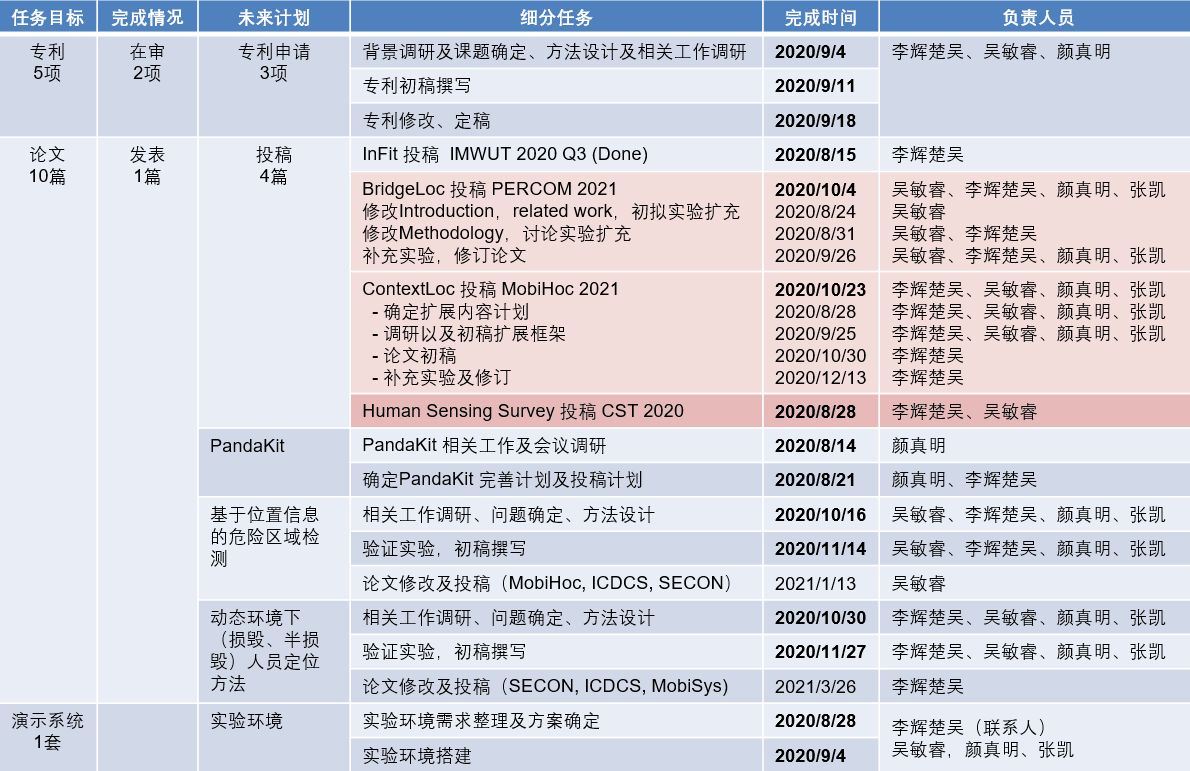 任务目标 完成情况 未来计划 细分任务 完成时间 负责人员
专利
5项
在审
2项
专利申请
3项
背景调研及课题确定、方法设计及相关工作调研 2020/9/4 李辉楚吴、吴敏睿、颜真明
专利初稿撰写 2020/9/11
专利修改、定稿 2020/9/18
论文
10篇
发表
1篇
投稿
4篇
InFit 投稿 IMWUT 2020 Q3 (Done) 2020/8/15 李辉楚吴
BridgeLoc 投稿 PERCOM 2021 2020/10/4 吴敏睿、李辉楚吴、颜真明、张凯
修改Introduction，related work，初拟实验扩充 2020/8/24 吴敏睿
修改Methodology，讨论实验扩充 2020/8/31 吴敏睿、李辉楚吴
补充实验，修订论文 2020/9/26 吴敏睿、李辉楚吴、颜真明、张凯
ContextLoc 投稿 MobiHoc 2021 2020/10/23 李辉楚吴、吴敏睿、颜真明、张凯
- 确定扩展内容计划 2020/8/28 李辉楚吴、吴敏睿、颜真明、张凯
- 调研以及初稿扩展框架 2020/9/25 李辉楚吴、吴敏睿、颜真明、张凯
- 论文初稿 2020/10/30 李辉楚吴
- 补充实验及修订 2020/12/13 李辉楚吴
Human Sensing Survey 投稿 CST 2020 2020/8/28 李辉楚吴、吴敏睿
PandaKit
PandaKit 相关工作及会议调研 2020/8/14 颜真明
确定PandaKit 完善计划及投稿计划 2020/8/21 颜真明、李辉楚吴
基于位置信息
的危险区域检
测
相关工作调研、问题确定、方法设计 2020/10/16 吴敏睿、李辉楚吴、颜真明、张凯
验证实验，初稿撰写 2020/11/14 吴敏睿、李辉楚吴、颜真明、张凯
论文修改及投稿（MobiHoc, ICDCS, SECON） 2021/1/13 吴敏睿
动态环境下
（损毁、半损
毁）人员定位
方法
相关工作调研、问题确定、方法设计 2020/10/30 李辉楚吴、吴敏睿、颜真明、张凯
验证实验，初稿撰写 2020/11/27 李辉楚吴、吴敏睿、颜真明、张凯
论文修改及投稿（SECON, ICDCS, MobiSys) 2021/3/26 李辉楚吴
演示系统
1套
实验环境
实验环境需求整理及方案确定 2020/8/28
实验环境搭建 2020/9/4
李辉楚吴（联系人）
吴敏睿，颜真明、张凯